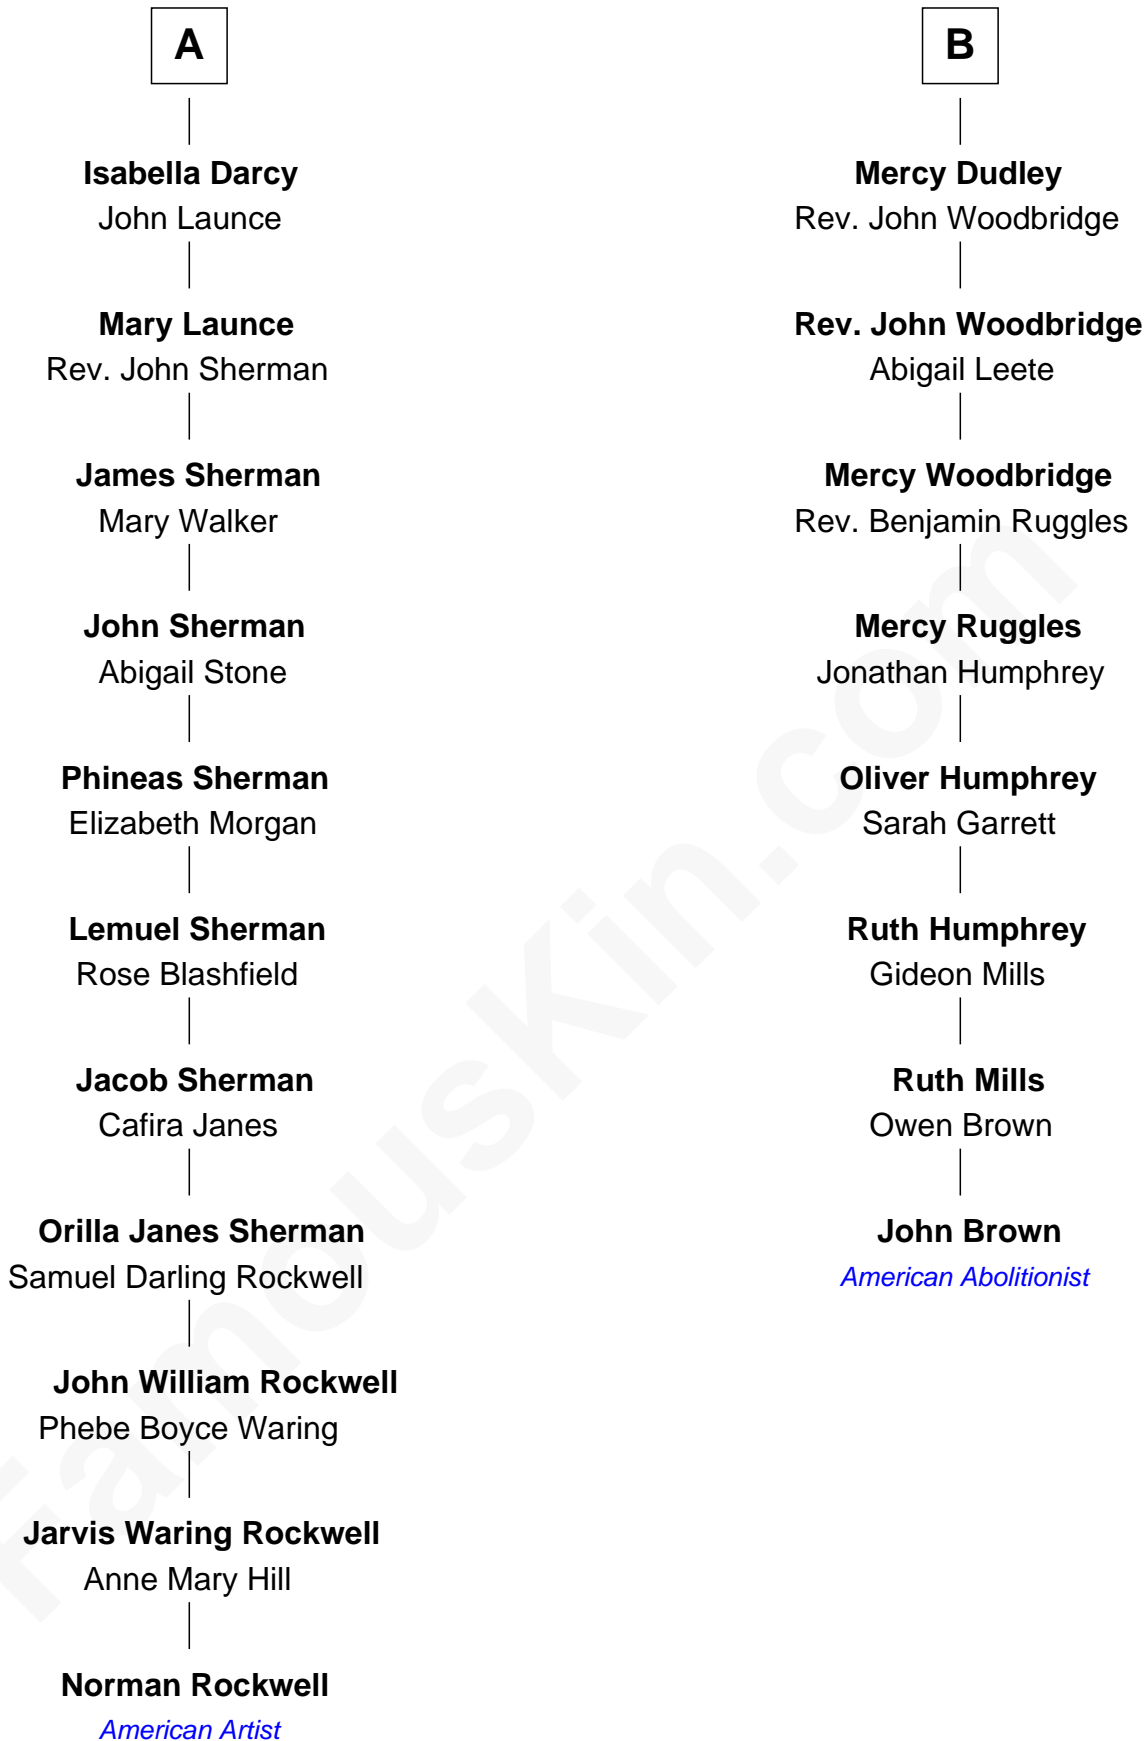 A
Isabella Darcy
John Launce
Mary Launce
Rev. John Sherman
James Sherman
Mary Walker
John Sherman
Abigail Stone
Phineas Sherman
Elizabeth Morgan
Lemuel Sherman
Rose Blashfield
Jacob Sherman
Cafira Janes
Orilla Janes Sherman
Samuel Darling Rockwell
John William Rockwell
Phebe Boyce Waring
Jarvis Waring Rockwell
Anne Mary Hill
Norman Rockwell
American Artist
B
Mercy Dudley
Rev. John Woodbridge
Rev. John Woodbridge
Abigail Leete
Mercy Woodbridge
Rev. Benjamin Ruggles
Mercy Ruggles
Jonathan Humphrey
Oliver Humphrey
Sarah Garrett
Ruth Humphrey
Gideon Mills
Ruth Mills
Owen Brown
John Brown
American Abolitionist
FamousKin.com